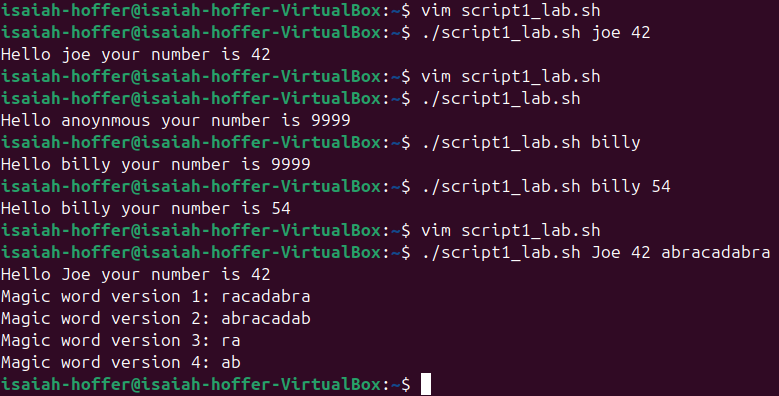 isaiah-hoffer@isaiah-hoffer-VirtualBox:~$ vim script1_lab.sh
isaiah-hoffer@isaiah-hoffer-VirtualBox:~$ ./script1_lab.sh joe 42
Hello joe your number is 42
isaiah-hoffer@isaiah-hoffer-VirtualBox:~$ vim script1_lab.sh
isaiah-hoffer@isaiah-hoffer-VirtualBox:~$ ./script1_lab.sh
Hello anoynmous your number is 9999
isaiah-hoffer@isaiah-hoffer-VirtualBox:~$ ./script1_lab.sh billy
Hello billy your number is 9999
isaiah-hoffer@isaiah-hoffer-VirtualBox:~$ ./script1_lab.sh billy 54
Hello billy your number is 54
isaiah-hoffer@isaiah-hoffer-VirtualBox:~$ vim script1_lab.sh
isaiah-hoffer@isaiah-hoffer-VirtualBox:~$ ./script1_lab.sh Joe 42 abracadabra
Hello Joe your number is 42
Magic word version 1: racadabra
Magic word version 2: abracadab
Magic word version 3: ra
Magic word version 4: ab
isaiah-hoffer@isaiah-hoffer-VirtualBox:~$